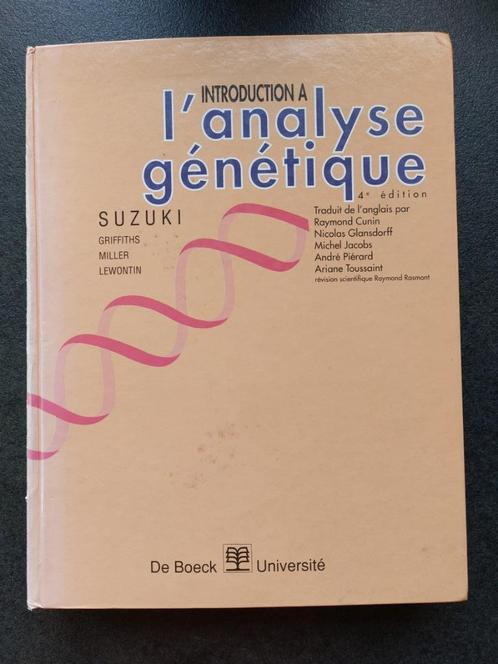 INTRODUCTION A
l'analyse
génétique
4e édition
SUZUKI
GRIFFITHS
MILLER
LEWONTIN
Traduit de l'anglais par
Raymond Cunin
Nicolas Glansdorff
Michel Jacobs
André Piérard
Ariane Toussaint
révision scientifique Raymond Rasmont
De Boeck Université